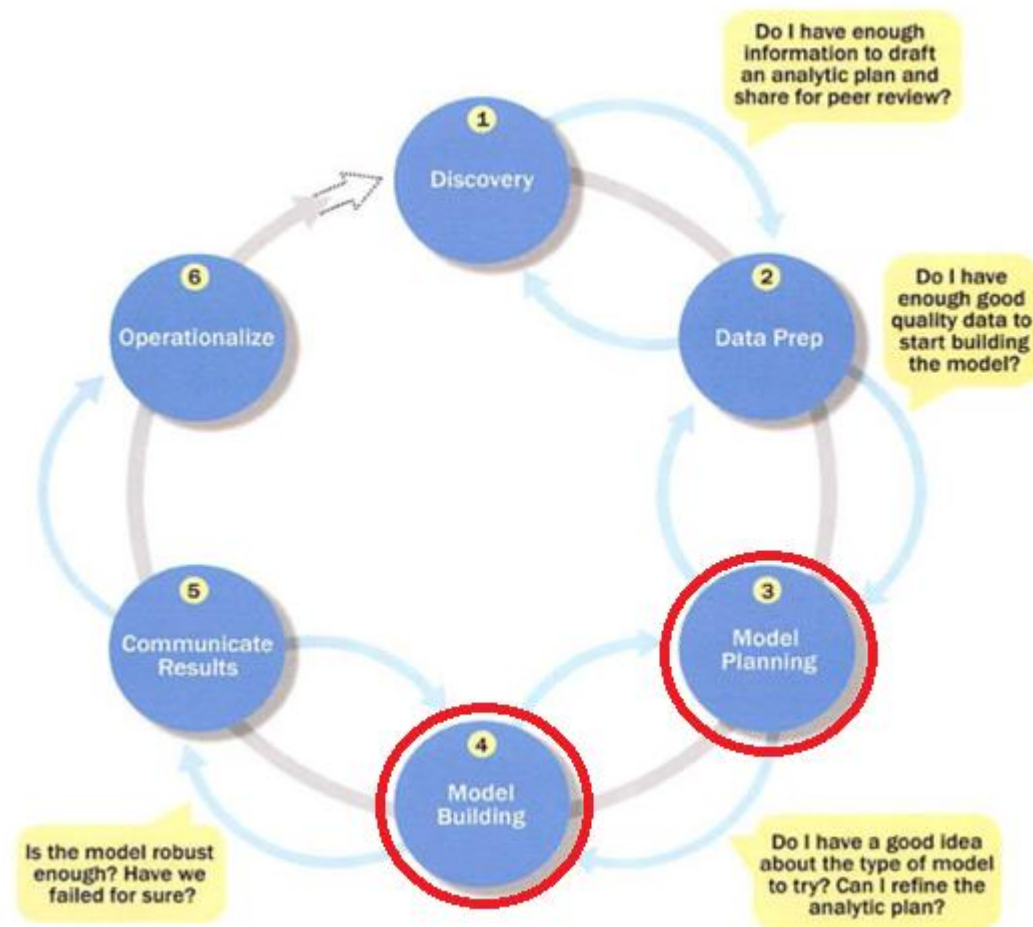 Do I have enough
information to draft
an analytic plan and
share for peer review?
1
Discovery
2
Data Prep
Do I have
enough good
quality data to
start building
the model?
3
Model
Planning
Do I have a good idea
about the type of model
to try? Can I refine the
analytic plan?
4
Model
Building
Is the model robust
enough? Have we
failed for sure?
5
Communicate
Results
6
Operationalize